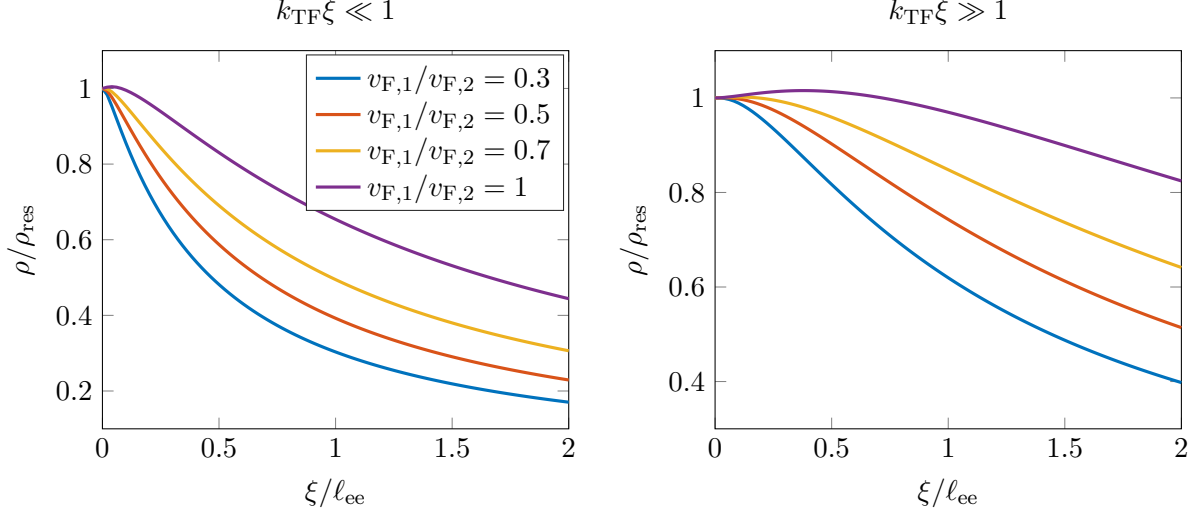 k_TF ξ ≪ 1
ρ/ρ_res
1
0.8
0.6
0.4
0.2
0 0.5 1 1.5 2
ξ/ℓ_ee
v_F,1/v_F,2 = 0.3
v_F,1/v_F,2 = 0.5
v_F,1/v_F,2 = 0.7
v_F,1/v_F,2 = 1
k_TF ξ ≫ 1
ρ/ρ_res
1
0.8
0.6
0.4
0 0.5 1 1.5 2
ξ/ℓ_ee